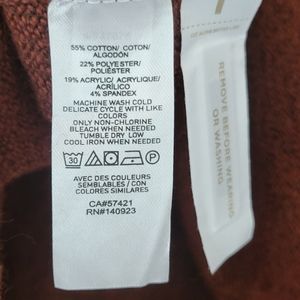 55% COTTON/ COTON/
ALGODÓN
22% POLYESTER/
POLIÉSTER
19% ACRYLIC/ ACRYLIQUE/
ACRÍLICO
4% SPANDEX
MACHINE WASH COLD
DELICATE CYCLE WITH LIKE
COLORS
ONLY NON-CHLORINE
BLEACH WHEN NEEDED
TUMBLE DRY LOW
COOL IRON WHEN NEEDED
30
AVEC DES COULEURS
SEMBLABLES / CON
COLORES SIMILARES
CA#57421
RN#140923
REMOVE BEFORE WEARING
OR WASHING